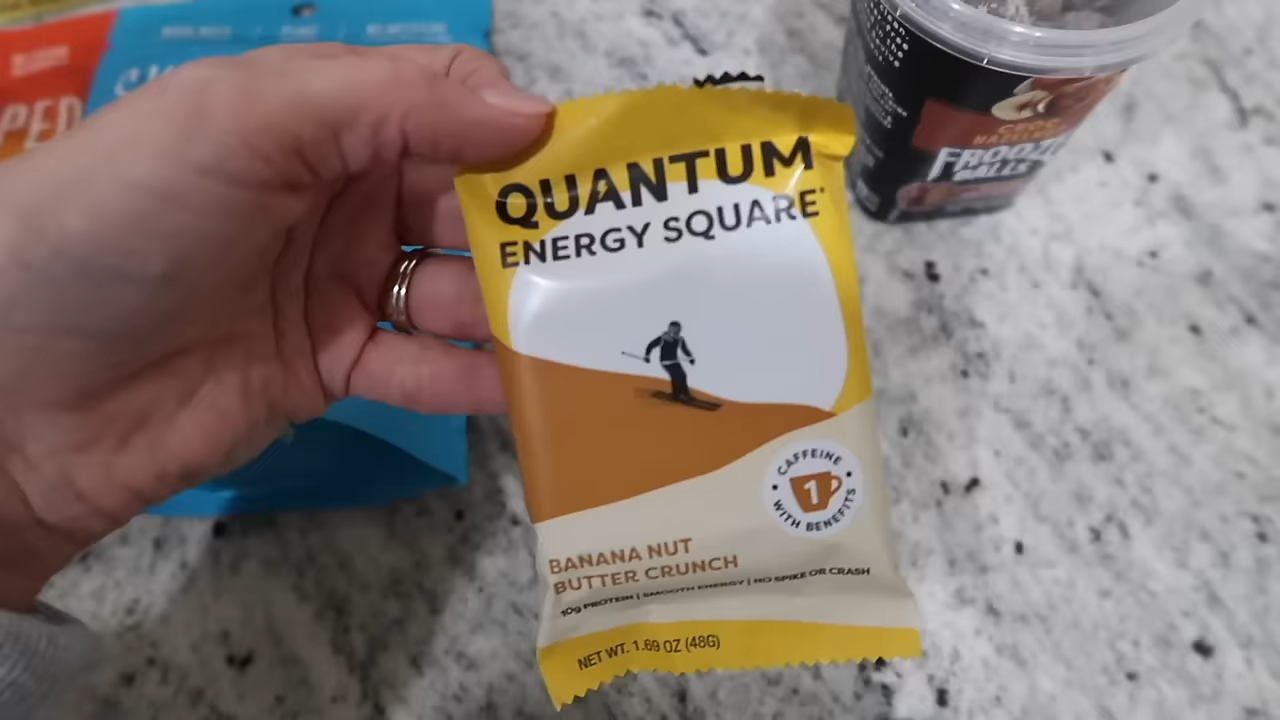 PED
QUANTUM
ENERGY SQUARE
CAFFEINE
1
WITH BENEFITS
BANANA NUT
BUTTER CRUNCH
10g PROTEIN | SMOOTH ENERGY | NO SPIKE OR CRASH
NET WT. 1.69 OZ (48G)
FROOZE
BALLS